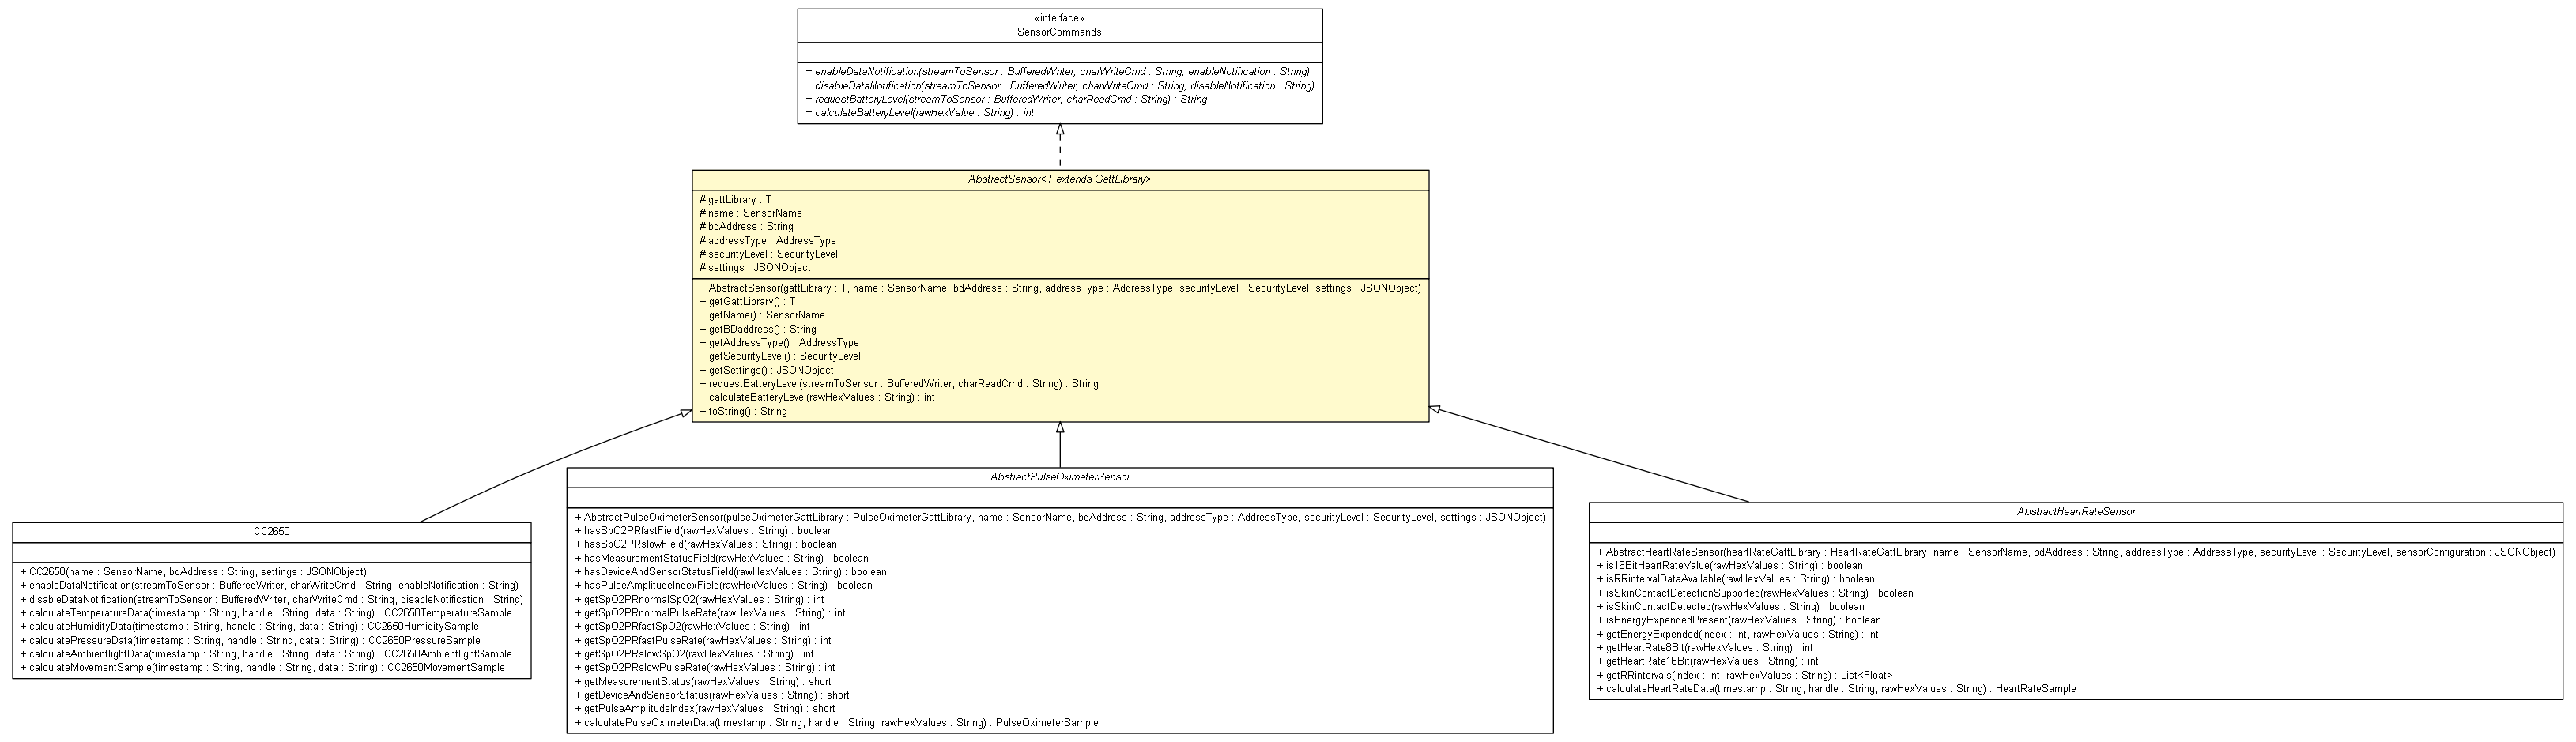 «interface»
SensorCommands
+ enableDataNotification(streamToSensor : BufferedWriter, charWriteCmd : String, enableNotification : String)
+ disableDataNotification(streamToSensor : BufferedWriter, charWriteCmd : String, disableNotification : String)
+ requestBatteryLevel(streamToSensor : BufferedWriter, charReadCmd : String) : String
+ calculateBatteryLevel(rawHexValue : String) : int
AbstractSensor<T extends GattLibrary>
# gattLibrary : T
# name : SensorName
# bdAddress : String
# addressType : AddressType
# securityLevel : SecurityLevel
# settings : JSONObject
+ AbstractSensor(gattLibrary : T, name : SensorName, bdAddress : String, addressType : AddressType, securityLevel : SecurityLevel, settings : JSONObject)
+ getGattLibrary() : T
+ getName() : SensorName
+ getBDaddress() : String
+ getAddressType() : AddressType
+ getSecurityLevel() : SecurityLevel
+ getSettings() : JSONObject
+ requestBatteryLevel(streamToSensor : BufferedWriter, charReadCmd : String) : String
+ calculateBatteryLevel(rawHexValues : String) : int
+ toString() : String
CC2650
+ CC2650(name : SensorName, bdAddress : String, settings : JSONObject)
+ enableDataNotification(streamToSensor : BufferedWriter, charWriteCmd : String, enableNotification : String)
+ disableDataNotification(streamToSensor : BufferedWriter, charWriteCmd : String, disableNotification : String)
+ calculateTemperatureData(timestamp : String, handle : String, data : String) : CC2650TemperatureSample
+ calculateHumidityData(timestamp : String, handle : String, data : String) : CC2650HumiditySample
+ calculatePressureData(timestamp : String, handle : String, data : String) : CC2650PressureSample
+ calculateAmbientlightData(timestamp : String, handle : String, data : String) : CC2650AmbientlightSample
+ calculateMovementSample(timestamp : String, handle : String, data : String) : CC2650MovementSample
AbstractPulseOximeterSensor
+ AbstractPulseOximeterSensor(pulseOximeterGattLibrary : PulseOximeterGattLibrary, name : SensorName, bdAddress : String, addressType : AddressType, securityLevel : SecurityLevel, settings : JSONObject)
+ hasSpO2PRfastField(rawHexValues : String) : boolean
+ hasSpO2PRslowField(rawHexValues : String) : boolean
+ hasMeasurementStatusField(rawHexValues : String) : boolean
+ hasDeviceAndSensorStatusField(rawHexValues : String) : boolean
+ hasPulseAmplitudeIndexField(rawHexValues : String) : boolean
+ getSpO2PRnormalSpO2(rawHexValues : String) : int
+ getSpO2PRnormalPulseRate(rawHexValues : String) : int
+ getSpO2PRfastSpO2(rawHexValues : String) : int
+ getSpO2PRfastPulseRate(rawHexValues : String) : int
+ getSpO2PRslowSpO2(rawHexValues : String) : int
+ getSpO2PRslowPulseRate(rawHexValues : String) : int
+ getMeasurementStatus(rawHexValues : String) : short
+ getDeviceAndSensorStatus(rawHexValues : String) : short
+ getPulseAmplitudeIndex(rawHexValues : String) : short
+ calculatePulseOximeterData(timestamp : String, handle : String, rawHexValues : String) : PulseOximeterSample
AbstractHeartRateSensor
+ AbstractHeartRateSensor(heartRateGattLibrary : HeartRateGattLibrary, name : SensorName, bdAddress : String, addressType : AddressType, securityLevel : SecurityLevel, sensorConfiguration : JSONObject)
+ is16BitHeartRateValue(rawHexValues : String) : boolean
+ isRRintervalDataAvailable(rawHexValues : String) : boolean
+ isSkinContactDetectionSupported(rawHexValues : String) : boolean
+ isSkinContactDetected(rawHexValues : String) : boolean
+ isEnergyExpendedPresent(rawHexValues : String) : boolean
+ getEnergyExpended(index : int, rawHexValues : String) : int
+ getHeartRate8Bit(rawHexValues : String) : int
+ getHeartRate16Bit(rawHexValues : String) : int
+ getRRintervals(index : int, rawHexValues : String) : List<Float>
+ calculateHeartRateData(timestamp : String, handle : String, rawHexValues : String) : HeartRateSample